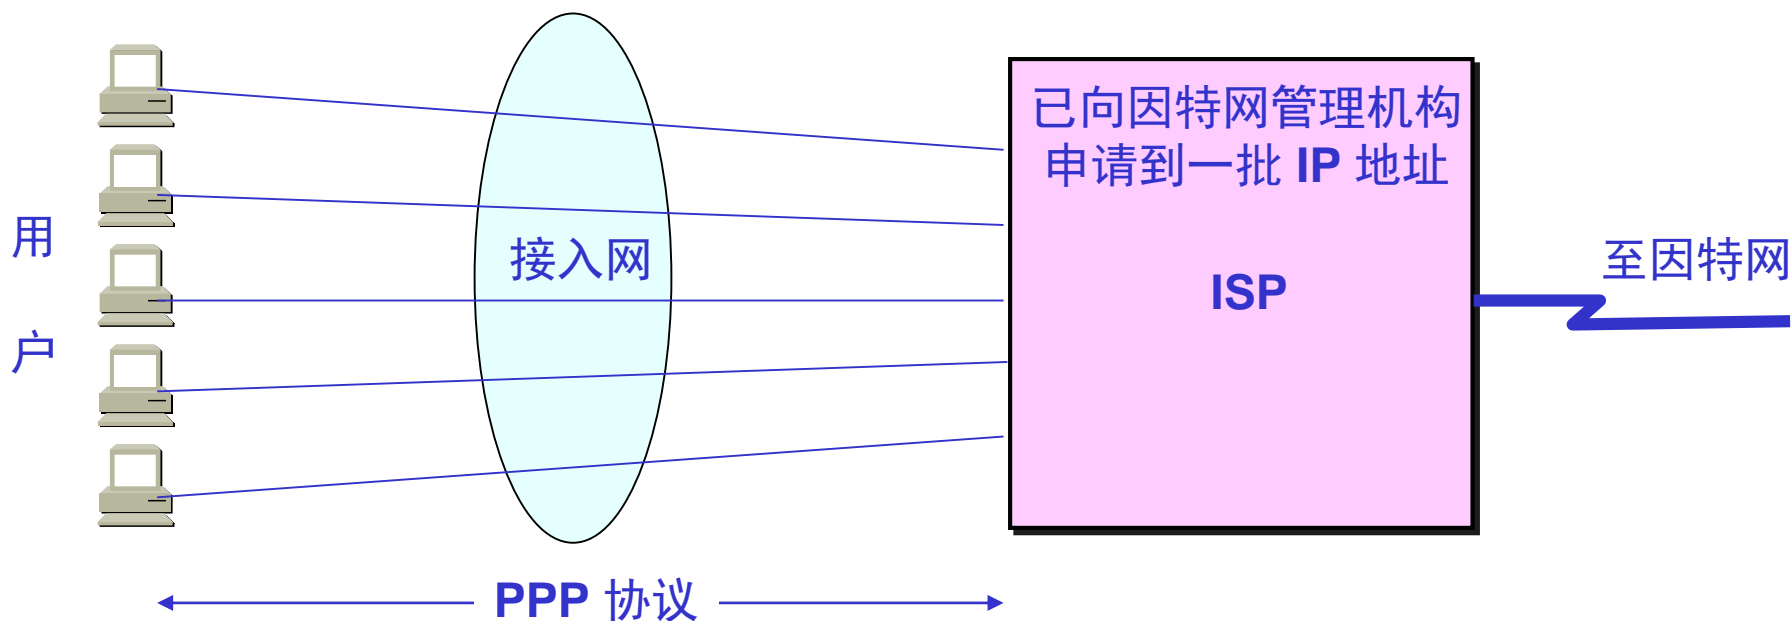 用
户
接入网
已向因特网管理机构
申请到一批 IP 地址
ISP
至因特网
PPP 协议